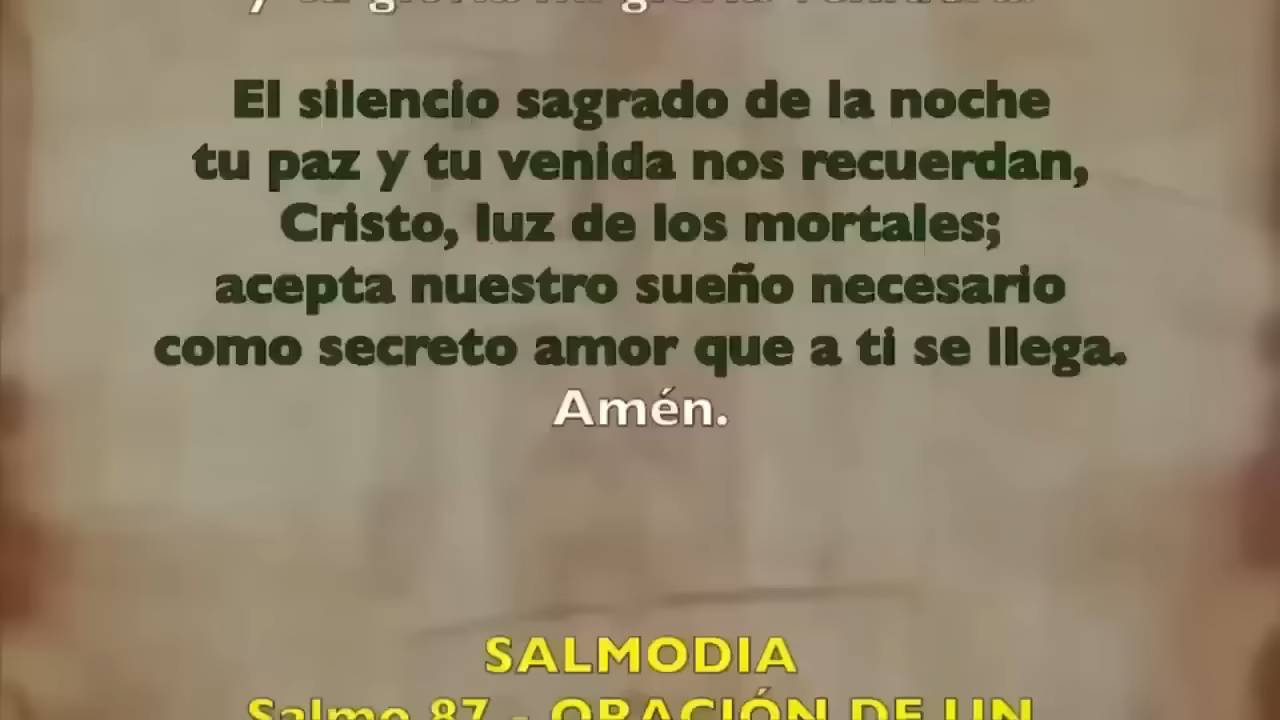 El silencio sagrado de la noche
tu paz y tu venida nos recuerdan,
Cristo, luz de los mortales;
acepta nuestro sueño necesario
como secreto amor que a ti se llega.
Amén.
SALMODIA
Salmo 87 - ORACIÓN DE UN